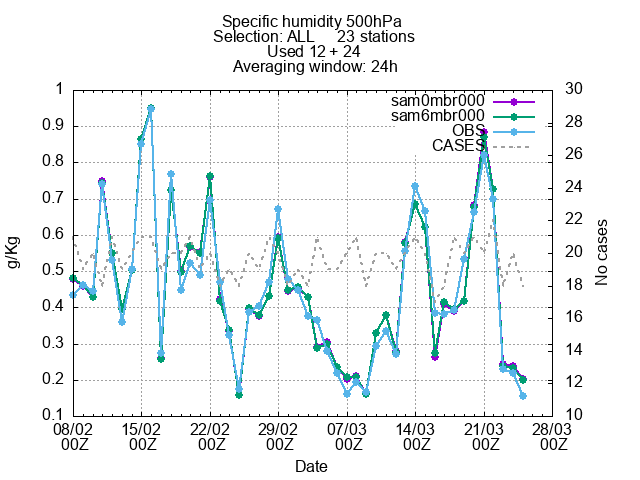 Specific humidity 500hPa
Selection: ALL 23 stations
Used 12 + 24
Averaging window: 24h
1
0.9
0.8
0.7
0.6
0.5
0.4
0.3
0.2
0.1
g/Kg
30
28
26
24
22
20
18
16
14
12
10
No cases
sam0mbr000
sam6mbr000
OBS
CASES
08/02 15/02 22/02 29/02 07/03 14/03 21/03 28/03
00Z 00Z 00Z 00Z 00Z 00Z 00Z 00Z
Date